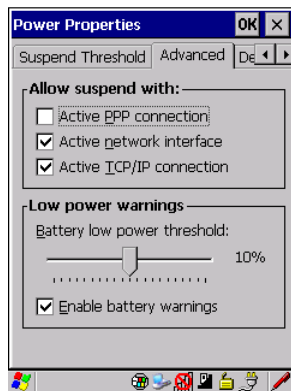 Power Properties OK
Suspend Threshold Advanced De
Allow suspend with:
Active PPP connection
Active network interface
Active TCP/IP connection
Low power warnings
Battery low power threshold:
10%
Enable battery warnings